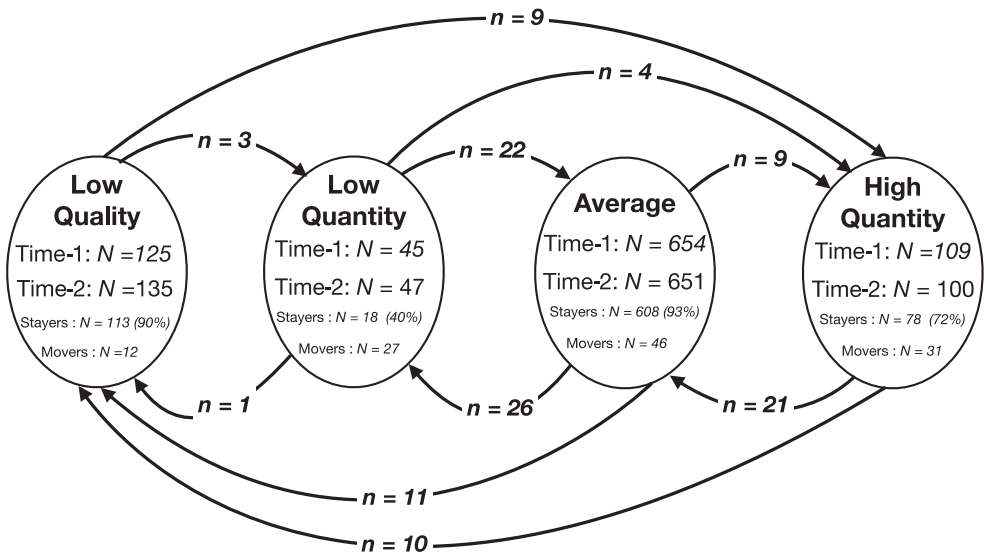 n = 9
n = 4
n = 3
n = 22
n = 9
Low
Quality
Time-1: N =125
Time-2: N =135
Stayers : N = 113 (90%)
Movers : N =12
Low
Quantity
Time-1: N = 45
Time-2: N = 47
Stayers : N = 18 (40%)
Movers : N = 27
Average
Time-1: N = 654
Time-2: N = 651
Stayers : N = 608 (93%)
Movers : N = 46
High
Quantity
Time-1: N =109
Time-2: N = 100
Stayers : N = 78 (72%)
Movers : N = 31
n = 1
n = 26
n = 21
n = 11
n = 10